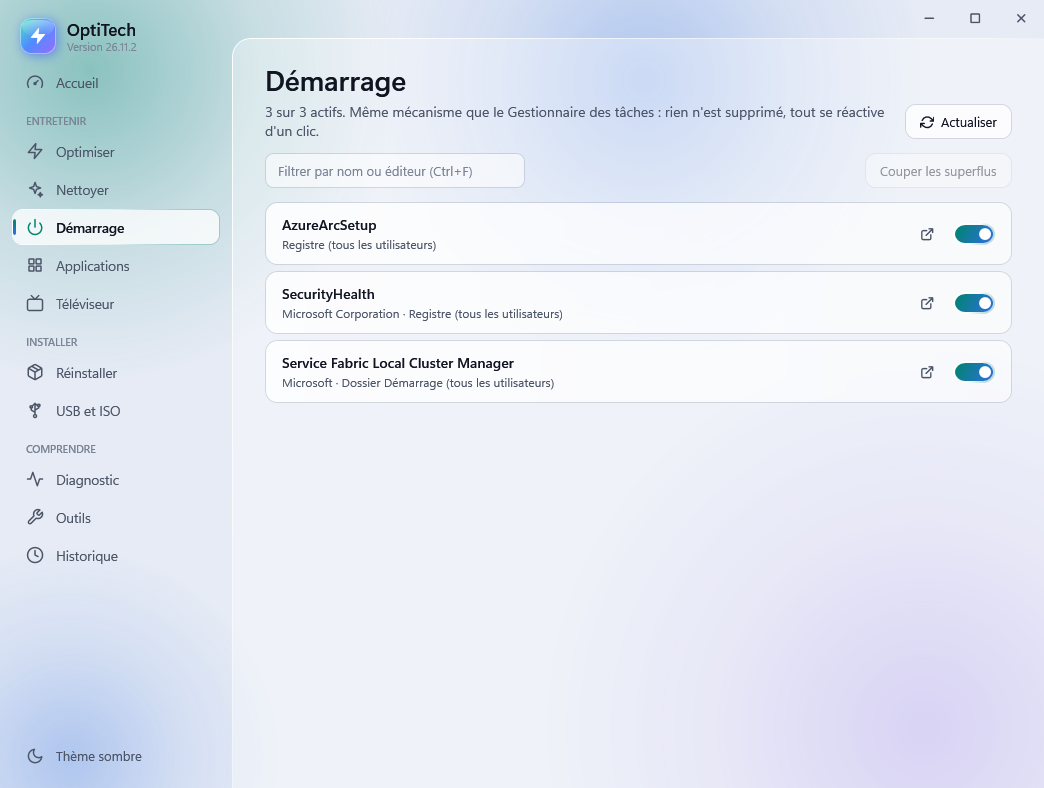 OptiTech
Version 26.11.2
Accueil
ENTRETENIR
Optimiser
Nettoyer
Démarrage
Applications
Téléviseur
INSTALLER
Réinstaller
USB et ISO
COMPRENDRE
Diagnostic
Outils
Historique
Thème sombre
Démarrage
3 sur 3 actifs. Même mécanisme que le Gestionnaire des tâches : rien n'est supprimé, tout se réactive
d'un clic.
Actualiser
Filtrer par nom ou éditeur (Ctrl+F)
Couper les superflus
AzureArcSetup
Registre (tous les utilisateurs)
SecurityHealth
Microsoft Corporation · Registre (tous les utilisateurs)
Service Fabric Local Cluster Manager
Microsoft · Dossier Démarrage (tous les utilisateurs)